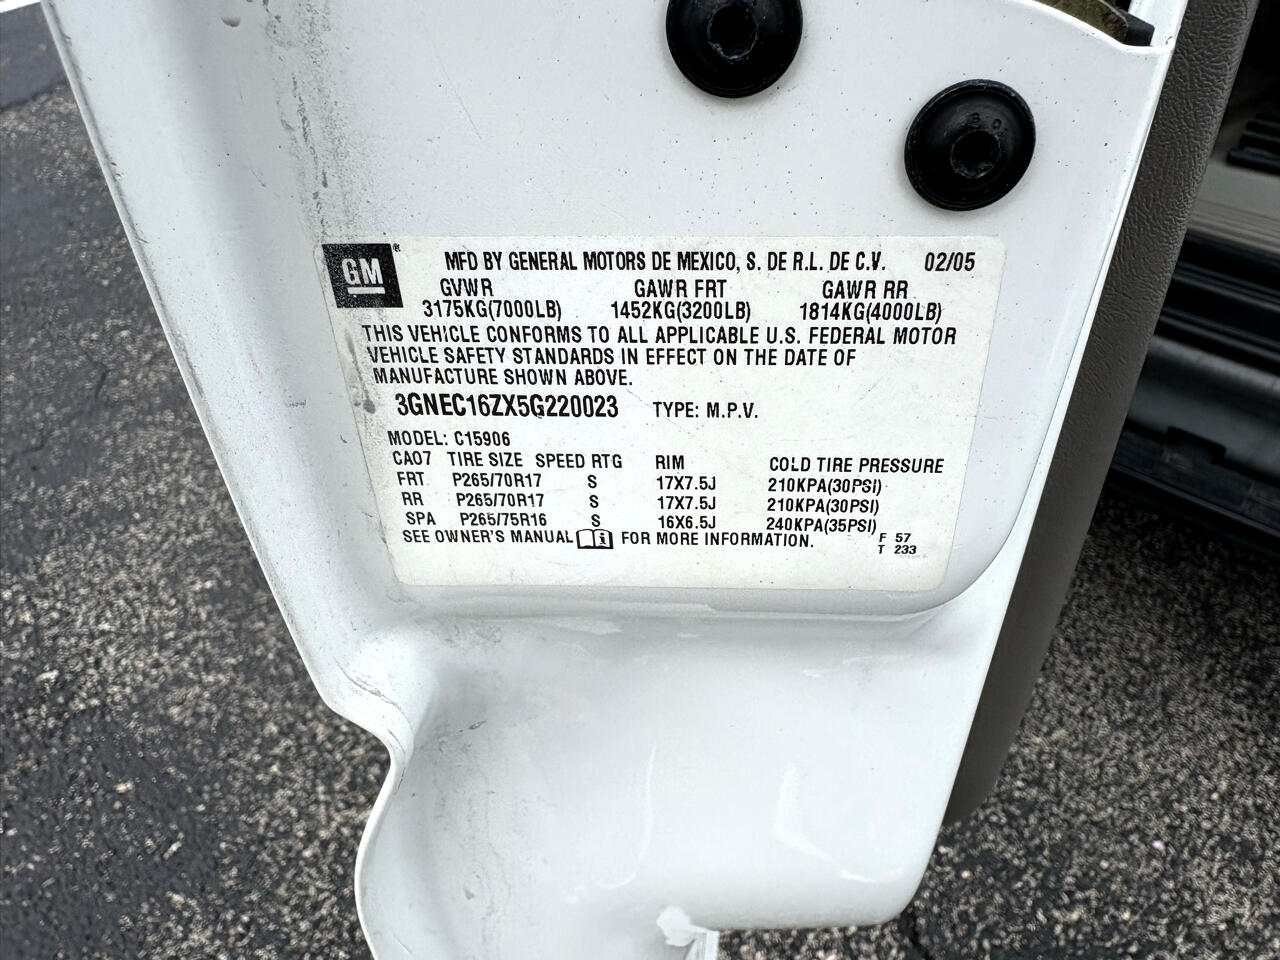 GM ®
MFD BY GENERAL MOTORS DE MEXICO, S. DE R.L. DE C.V. 02/05
GVWR GAWR FRT GAWR RR
3175KG(7000LB) 1452KG(3200LB) 1814KG(4000LB)
THIS VEHICLE CONFORMS TO ALL APPLICABLE U.S. FEDERAL MOTOR
VEHICLE SAFETY STANDARDS IN EFFECT ON THE DATE OF
MANUFACTURE SHOWN ABOVE.
3GNEC16ZX5G220023 TYPE: M.P.V.
MODEL: C15906
CA07 TIRE SIZE SPEED RTG RIM COLD TIRE PRESSURE
FRT P265/70R17 S 17X7.5J 210KPA(30PSI)
RR P265/70R17 S 17X7.5J 210KPA(30PSI)
SPA P265/75R16 S 16X6.5J 240KPA(35PSI)
SEE OWNER'S MANUAL i FOR MORE INFORMATION.
F 57
T 233